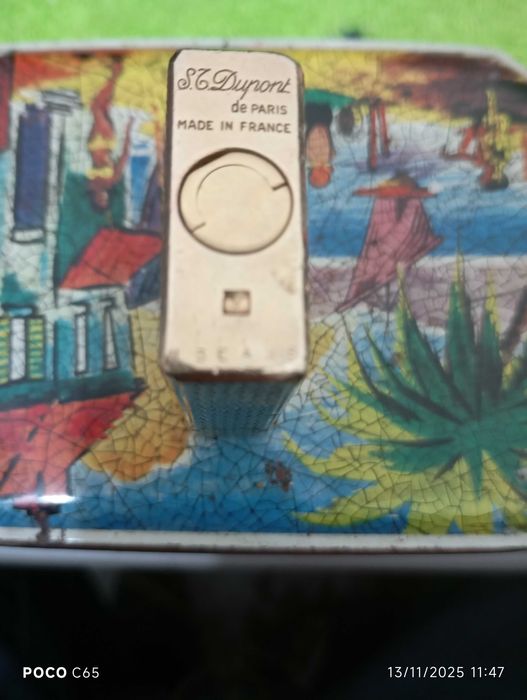 S.T. Dupont
de PARIS
MADE IN FRANCE
POCO C65
13/11/2025 11:47